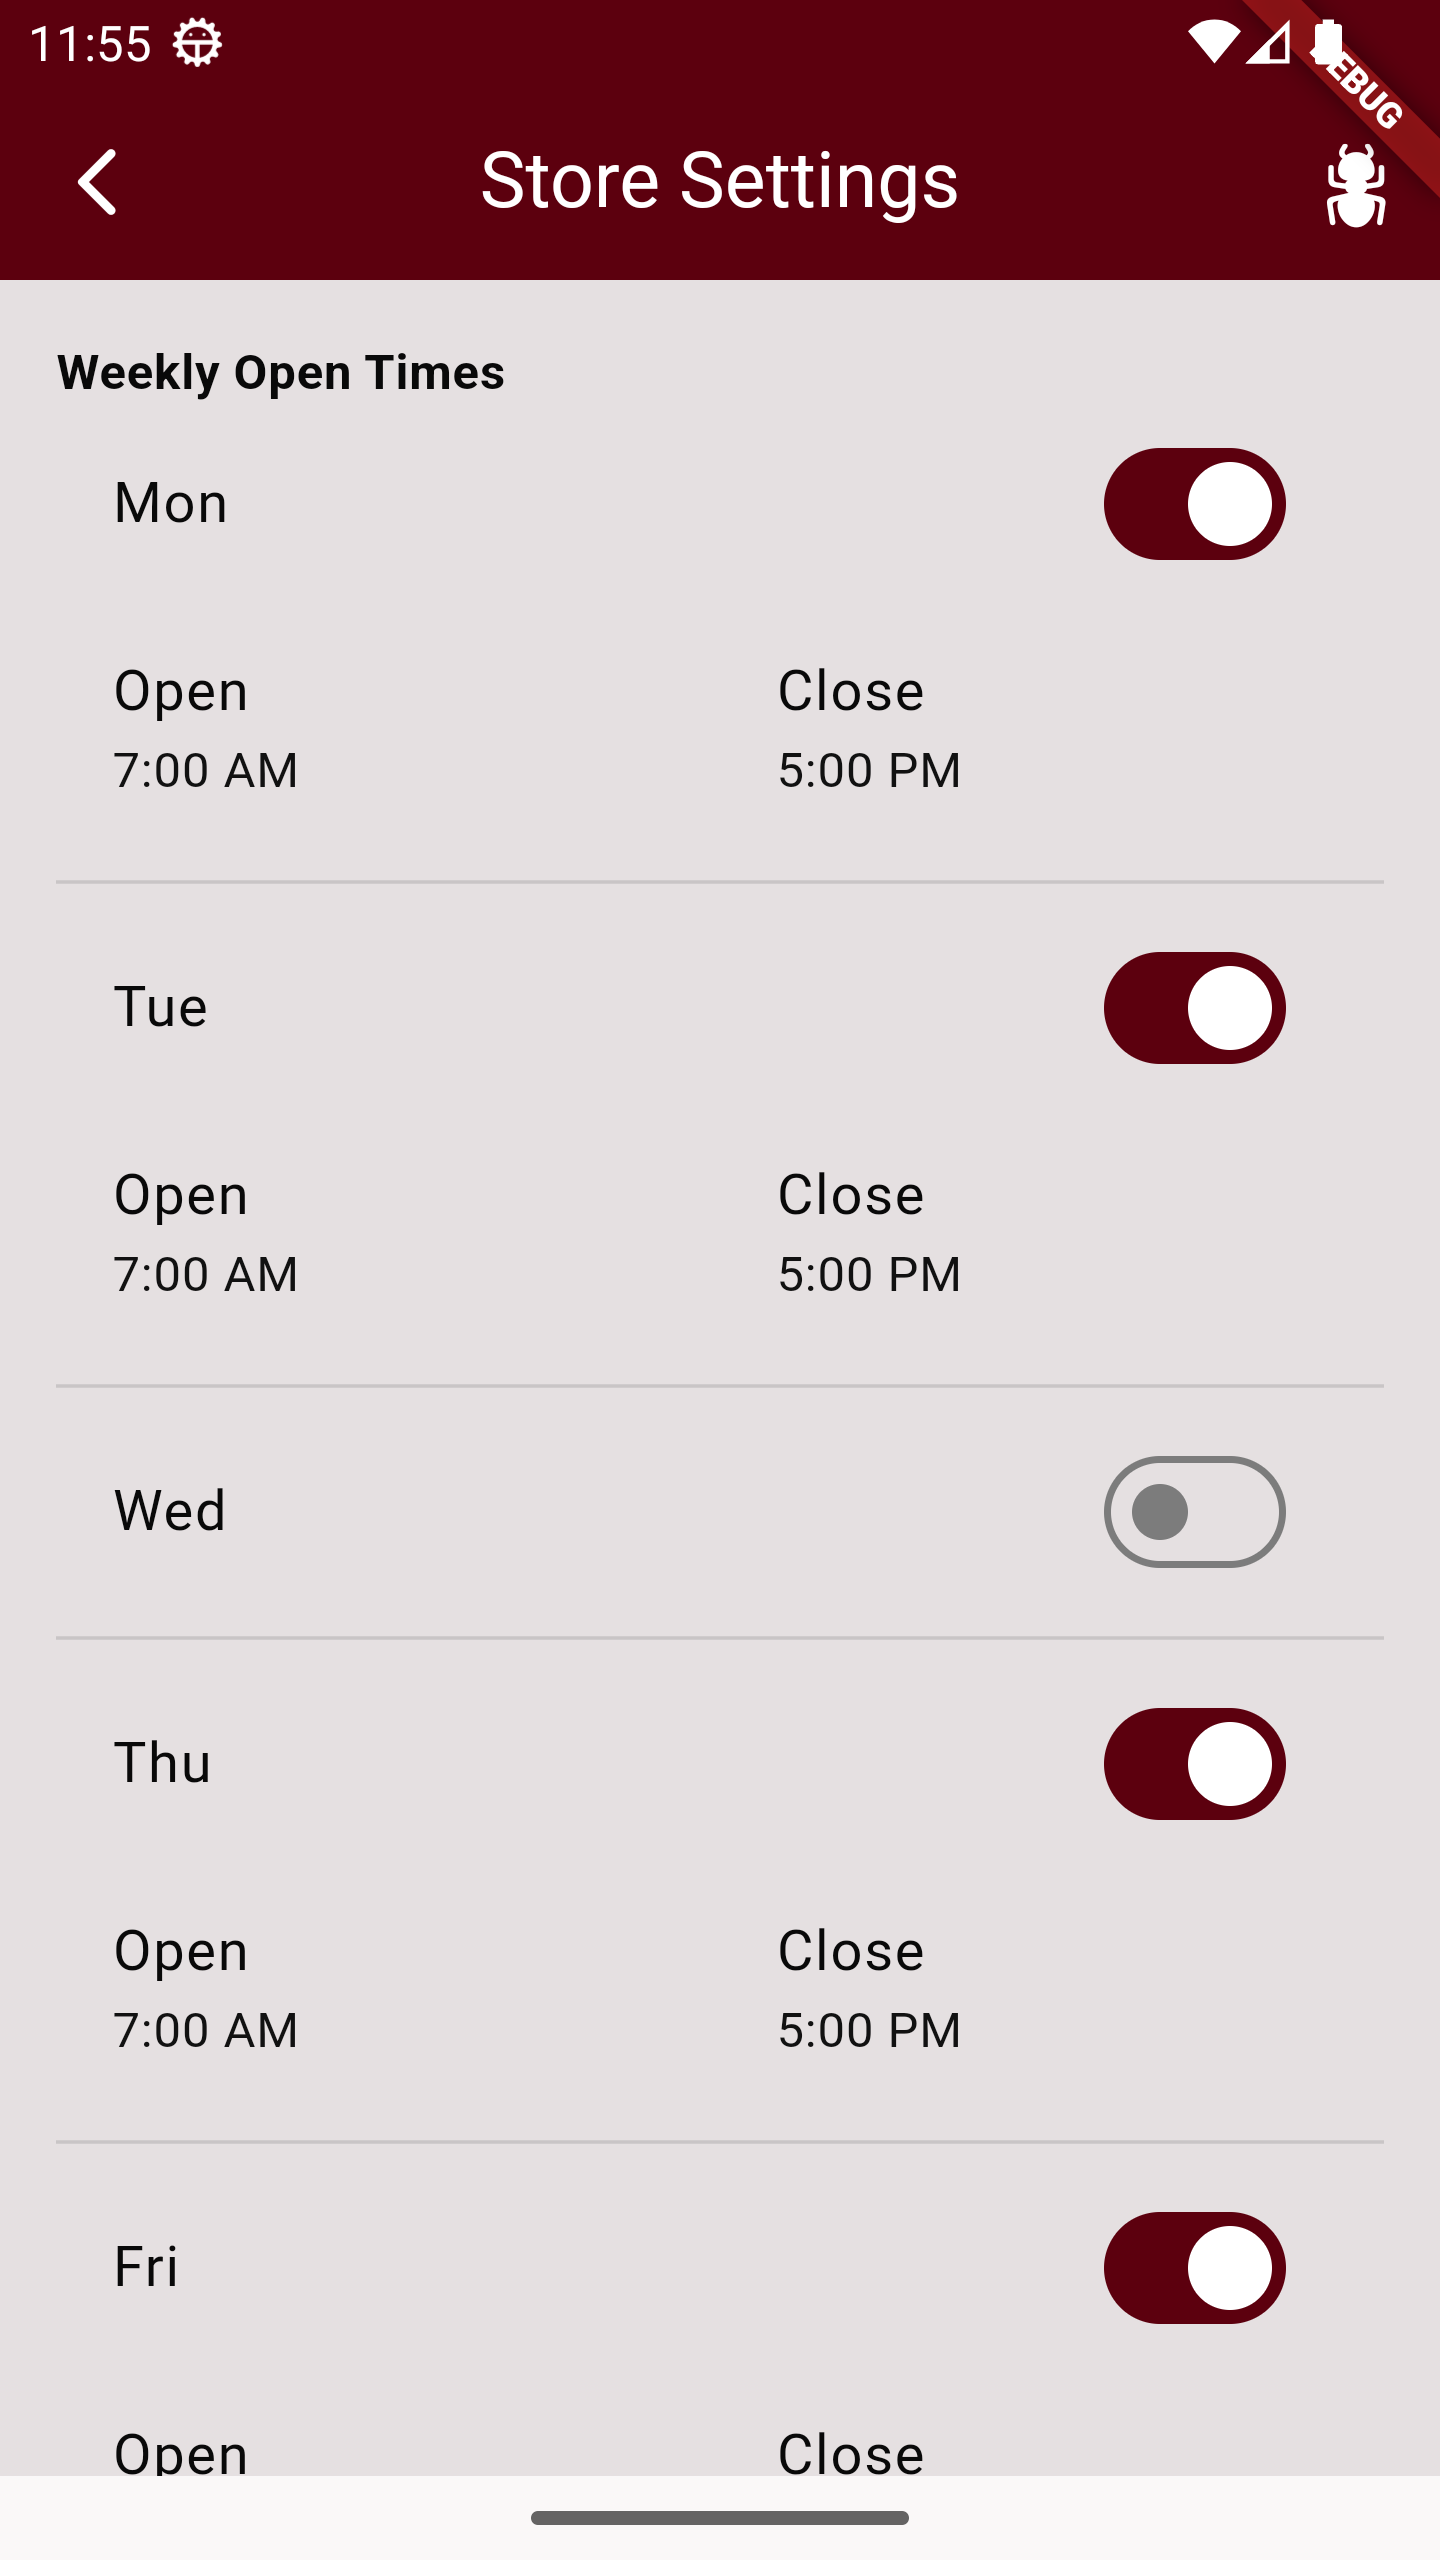 11:55
DEBUG
Store Settings
Weekly Open Times
Mon
Open Close
7:00 AM 5:00 PM
Tue
Open Close
7:00 AM 5:00 PM
Wed
Thu
Open Close
7:00 AM 5:00 PM
Fri
Open Close